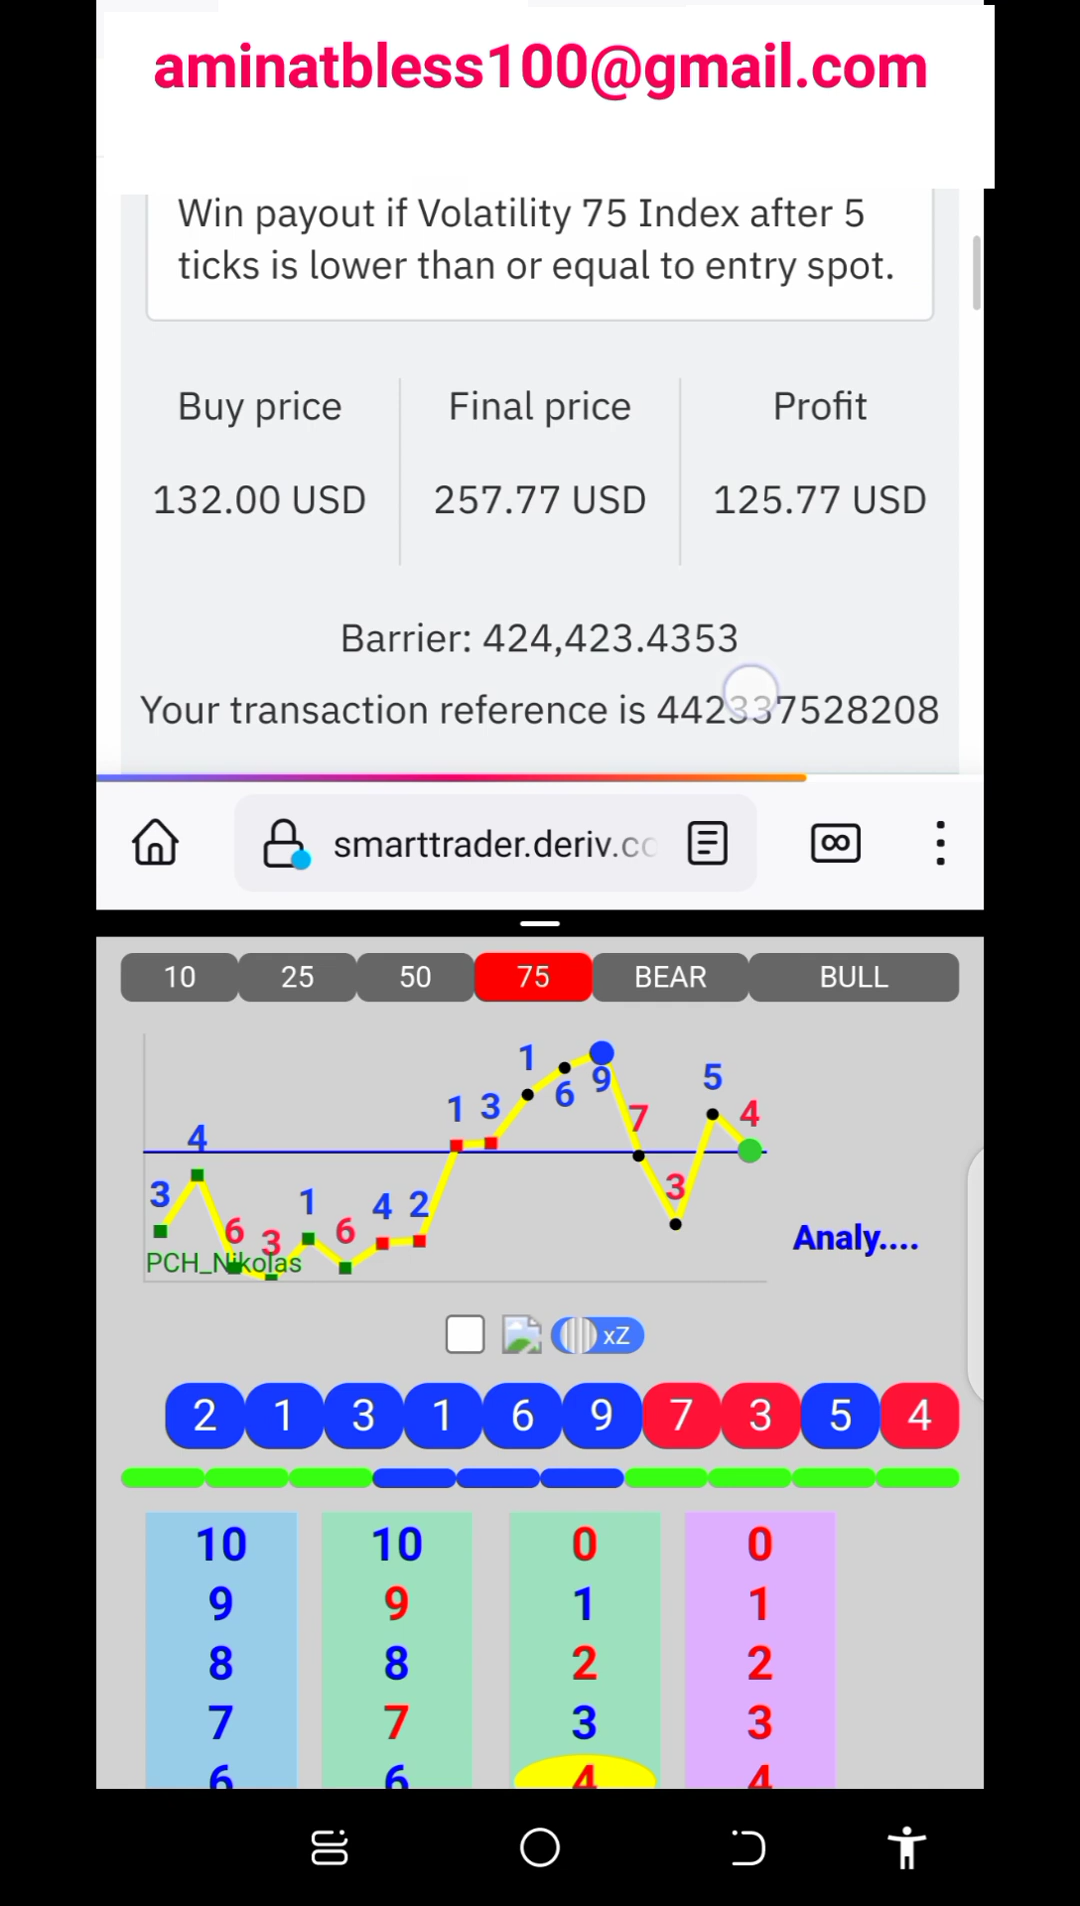 aminatbless100@gmail.com
Win payout if Volatility 75 Index after 5
ticks is lower than or equal to entry spot.
Buy price Final price Profit
132.00 USD 257.77 USD 125.77 USD
Barrier: 424,423.4353
Your transaction reference is 442337528208
smarttrader.deriv.co
10 25 50 75 BEAR BULL
3 4 6 3 1 6 4 2 1 3 1 6 9 7 3 5 4
PCH_Nikolas
Analy....
xZ
2 1 3 1 6 9 7 3 5 4
10 10 0 0
9 9 1 1
8 8 2 2
7 7 3 3
6 6 4 4